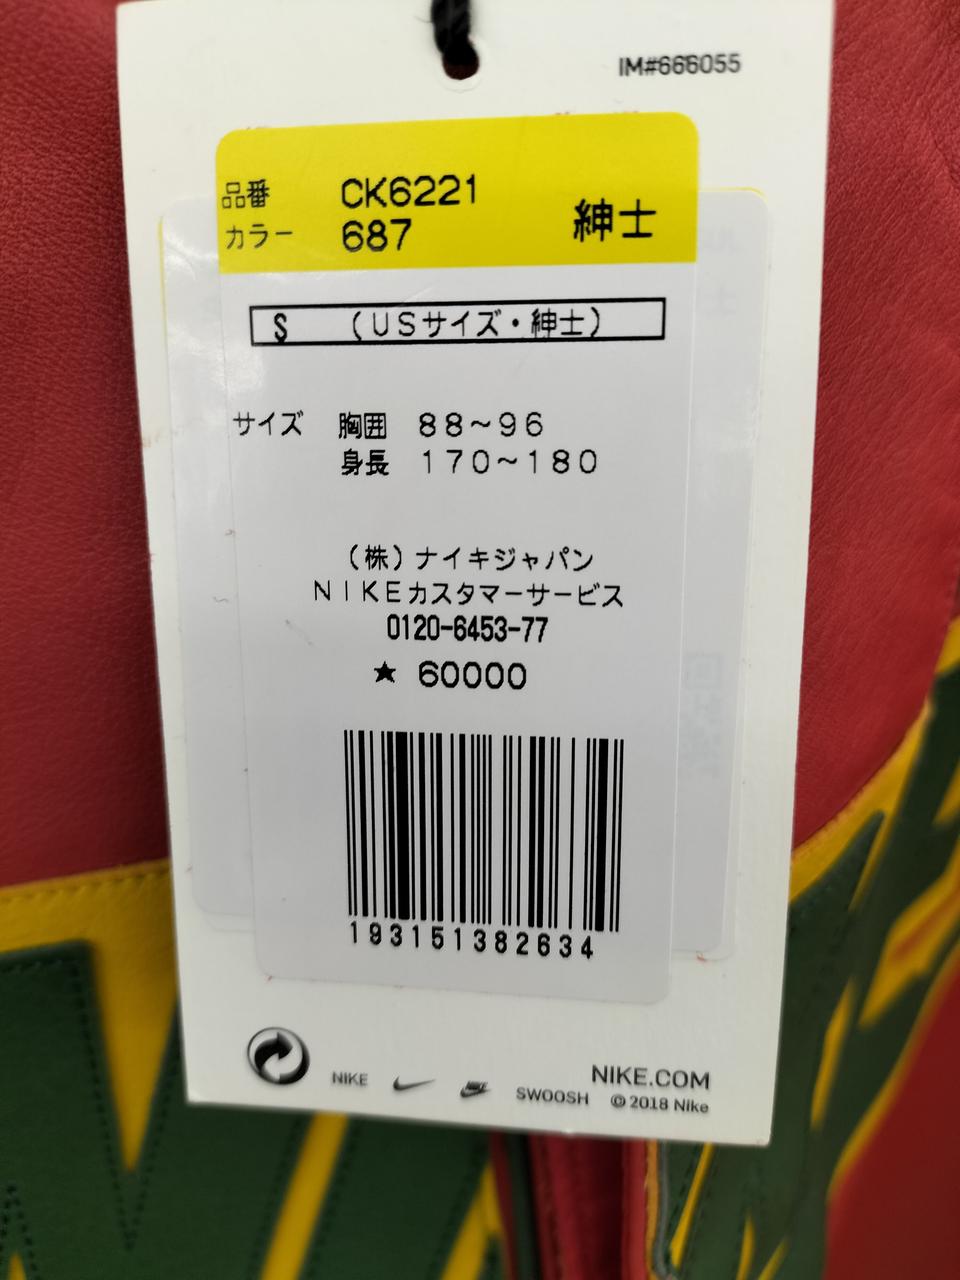 IM#666055
品番 CK6221
カラー 687 紳士
S (USサイズ・紳士)
サイズ 胸囲 88~96
身長 170~180
(株)ナイキジャパン
NIKEカスタマーサービス
0120-6453-77
★ 60000
193151382634
NIKE SWOOSH
NIKE.COM
© 2018 Nike